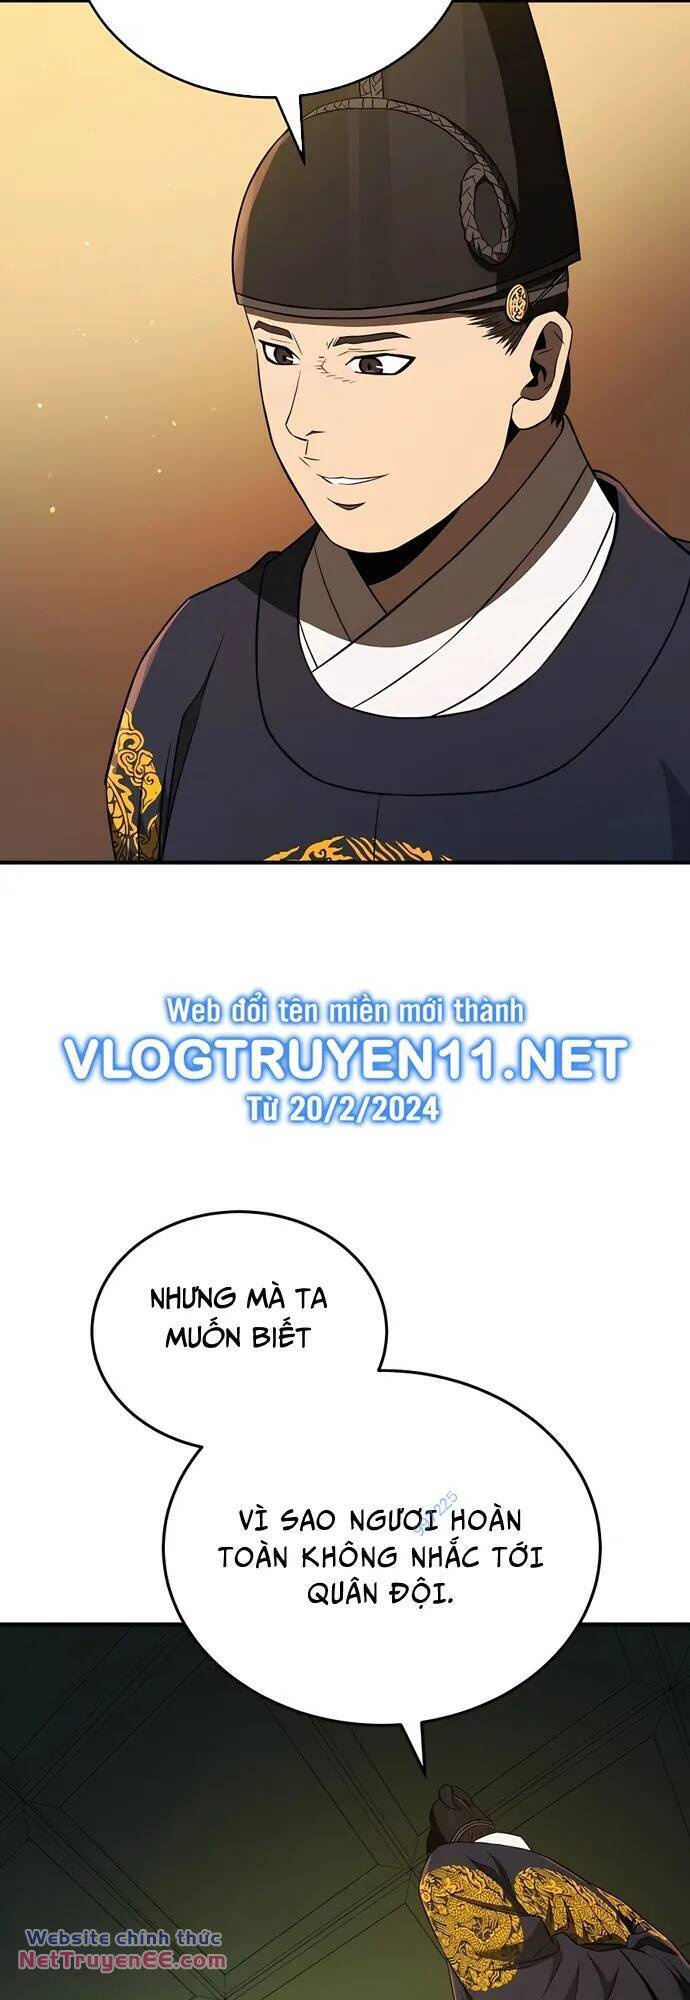 Web đổi tên miền mới thành
VLOGTRUYEN11.NET
Từ 20/2/2024
NHƯNG MÀ TA
MUỐN BIẾT
VÌ SAO NGƯƠI HOÀN
TOÀN KHÔNG NHẮC TỚI
QUÂN ĐỘI.
Website chính thức
NetTruyenEE.com